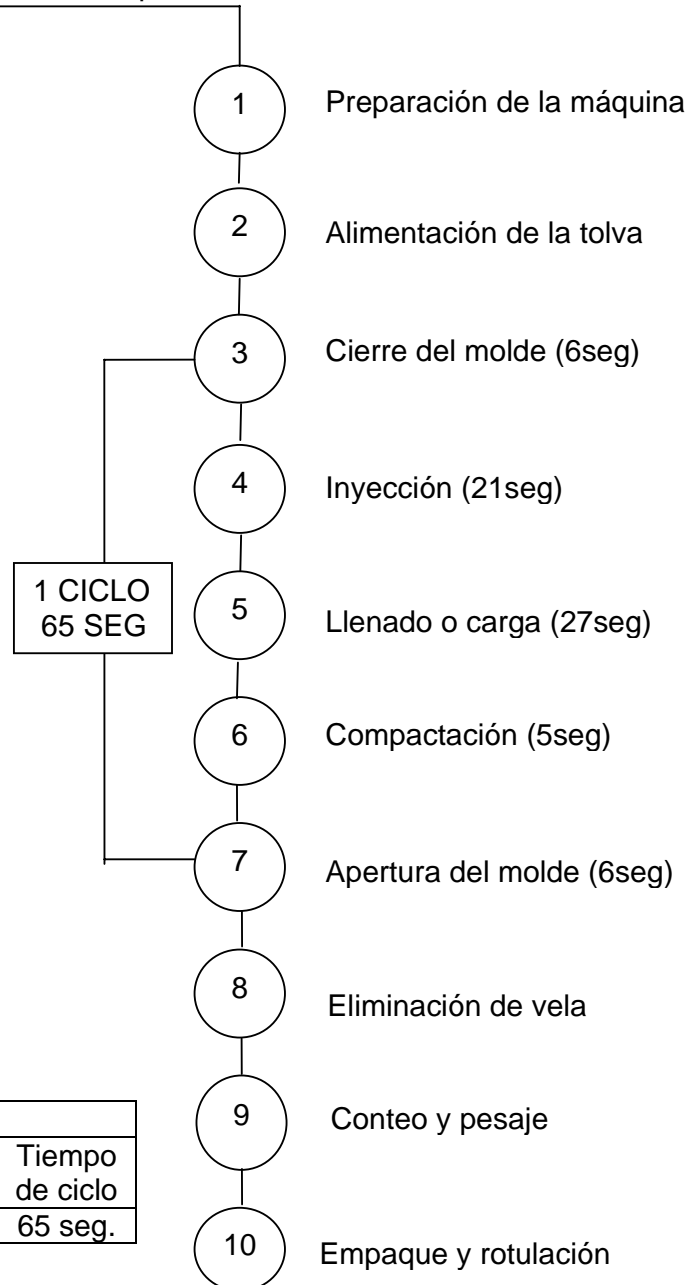 1 Preparación de la máquina
2 Alimentación de la tolva
3 Cierre del molde (6seg)
4 Inyección (21seg)
1 CICLO
65 SEG
5 Llenado o carga (27seg)
6 Compactación (5seg)
7 Apertura del molde (6seg)
8 Eliminación de vela
9 Conteo y pesaje
Tiempo
de ciclo
65 seg.
10 Empaque y rotulación